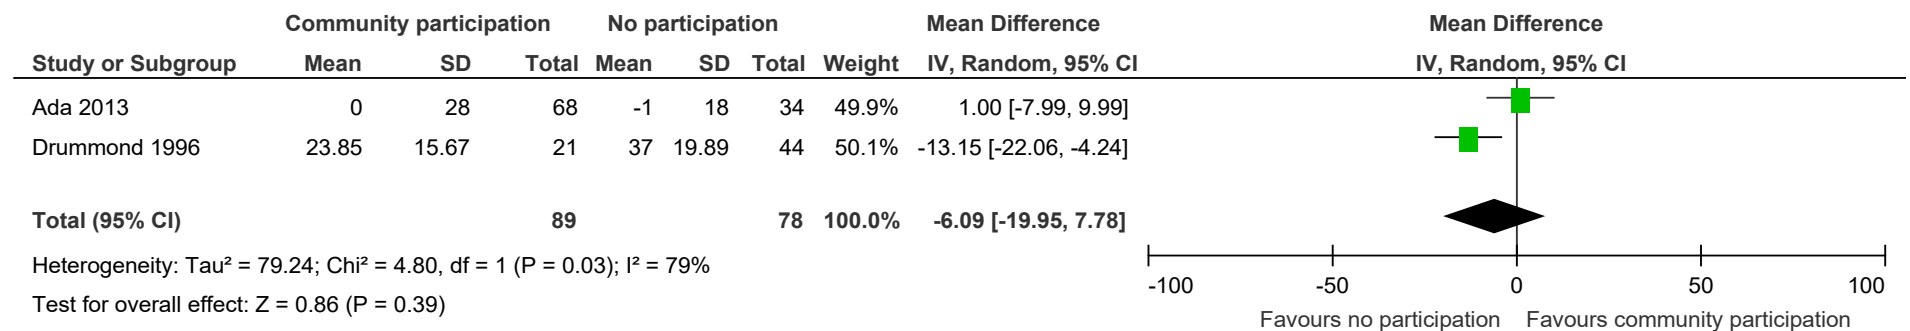 Community participation No participation Mean Difference Mean Difference
Study or Subgroup Mean SD Total Mean SD Total Weight IV, Random, 95% CI IV, Random, 95% CI
Ada 2013 0 28 68 -1 18 34 49.9% 1.00 [-7.99, 9.99]
Drummond 1996 23.85 15.67 21 37 19.89 44 50.1% -13.15 [-22.06, -4.24]
Total (95% CI) 89 78 100.0% -6.09 [-19.95, 7.78]
Heterogeneity: Tau² = 79.24; Chi² = 4.80, df = 1 (P = 0.03); I² = 79%
Test for overall effect: Z = 0.86 (P = 0.39)
-100 -50 0 50 100
Favours no participation Favours community participation